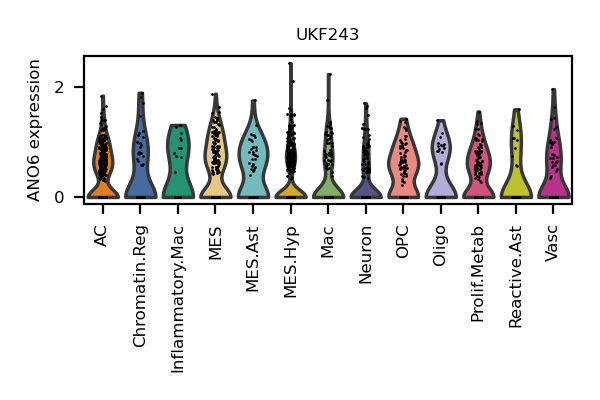 UKF243
ANO6 expression
2
0
AC
Chromatin.Reg
Inflammatory.Mac
MES
MES.Ast
MES.Hyp
Mac
Neuron
OPC
Oligo
Prolif.Metab
Reactive.Ast
Vasc